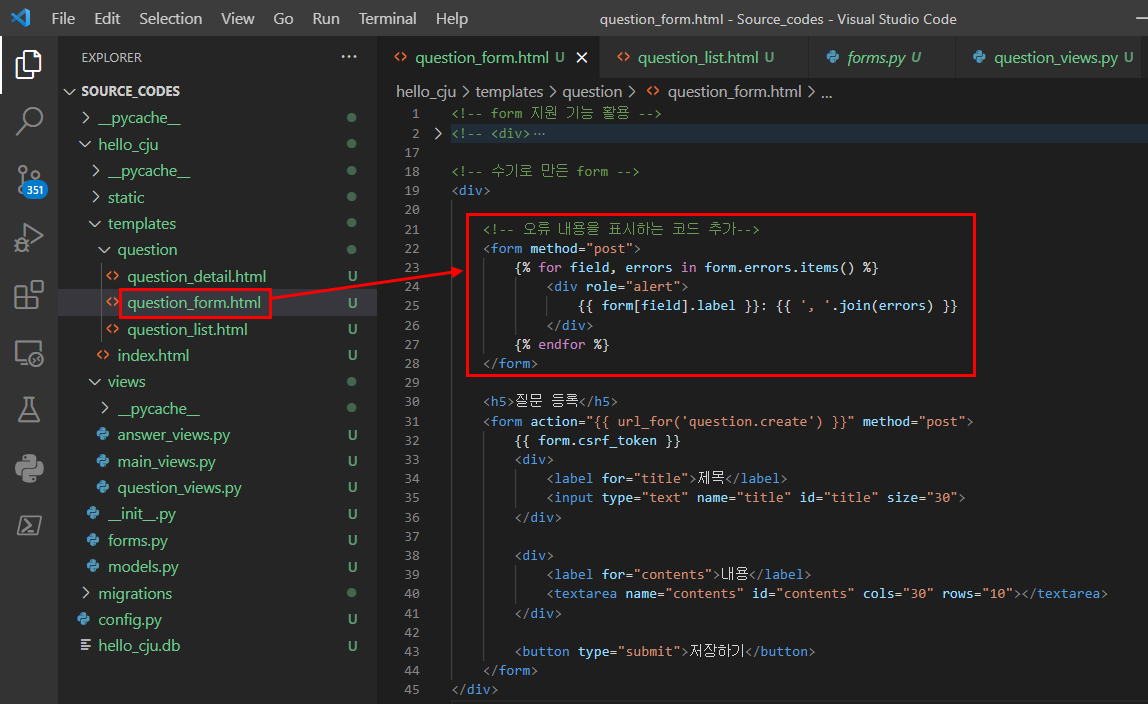 File Edit Selection View Go Run Terminal Help
question_form.html - Source_codes - Visual Studio Code
EXPLORER ···
SOURCE_CODES
__pycache__
hello_cju
__pycache__
static
templates
question
question_detail.html U
question_form.html U
question_list.html U
index.html U
views
__pycache__
answer_views.py U
main_views.py U
question_views.py U
__init__.py U
forms.py U
models.py U
migrations
config.py U
hello_cju.db U
351
question_form.html U
question_list.html U
forms.py U
question_views.py U
hello_cju > templates > question > question_form.html > ...
1 <!-- form 지원 기능 활용 -->
2 <!-- <div>···
17
18 <!-- 수기로 만든 form -->
19 <div>
20
21 <!-- 오류 내용을 표시하는 코드 추가-->
22 <form method="post">
23 {% for field, errors in form.errors.items() %}
24 <div role="alert">
25 {{ form[field].label }}: {{ ', '.join(errors) }}
26 </div>
27 {% endfor %}
28 </form>
29
30 <h5>질문 등록</h5>
31 <form action="{{ url_for('question.create') }}" method="post">
32 {{ form.csrf_token }}
33 <div>
34 <label for="title">제목</label>
35 <input type="text" name="title" id="title" size="30">
36 </div>
37
38 <div>
39 <label for="contents">내용</label>
40 <textarea name="contents" id="contents" cols="30" rows="10"></textarea>
41 </div>
42
43 <button type="submit">저장하기</button>
44 </form>
45 </div>